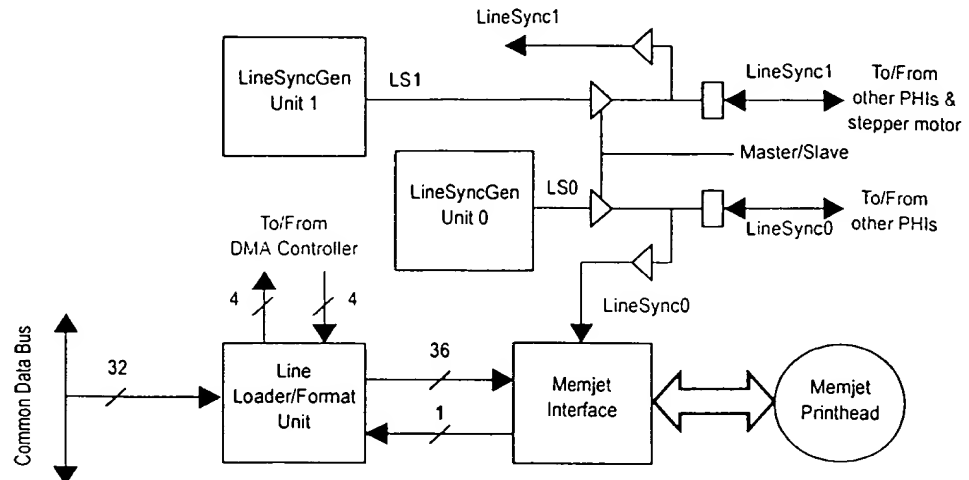 LineSync1
LineSyncGen
Unit 1
LS1
LineSync1
To/From
other PHIs &
stepper motor
Master/Slave
LineSyncGen
Unit 0
LS0
To/From
other PHIs
LineSync0
To/From
DMA Controller
4
4
LineSync0
Common Data Bus
32
Line
Loader/Format
Unit
36
1
Memjet
Interface
Memjet
Printhead